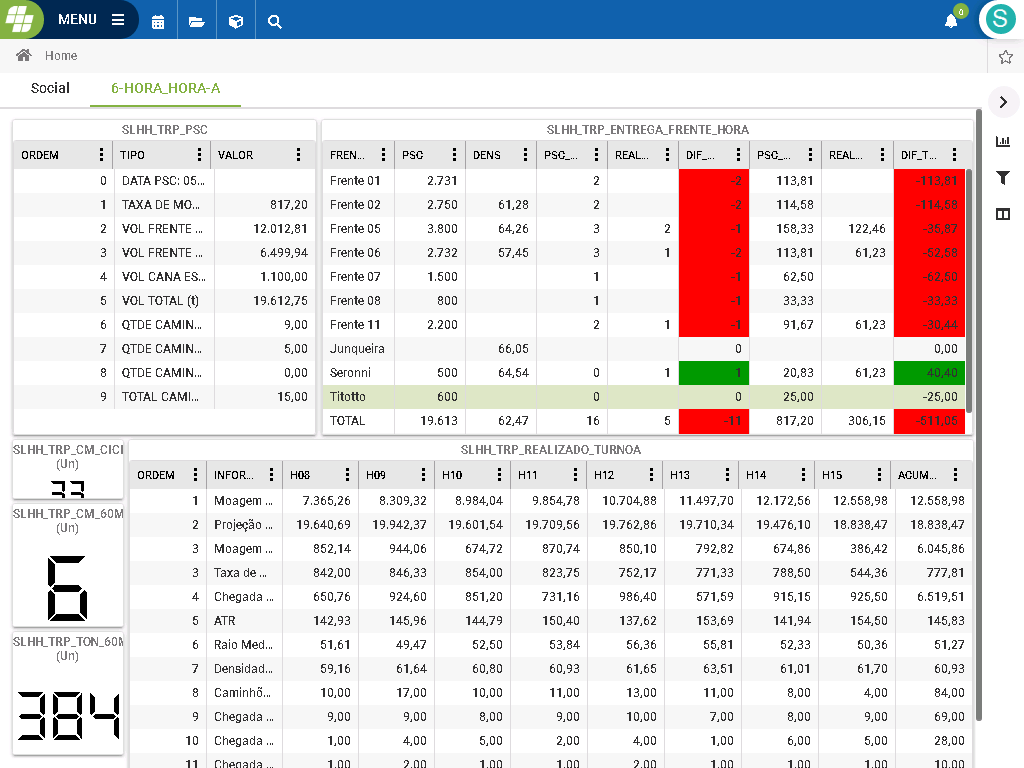 MENU
0
S
Home
Social 6-HORA_HORA-A
SLHH_TRP_PSC
ORDEM TIPO VALOR
0 DATA PSC: 05...
1 TAXA DE MO... 817,20
2 VOL FRENTE ... 12.012,81
3 VOL FRENTE ... 6.499,94
4 VOL CANA ES... 1.100,00
5 VOL TOTAL (t) 19.612,75
6 QTDE CAMIN... 9,00
7 QTDE CAMIN... 5,00
8 QTDE CAMIN... 0,00
9 TOTAL CAMI... 15,00
SLHH_TRP_ENTREGA_FRENTE_HORA
FREN... PSC DENS PSC_... REAL... DIF_... PSC_... REAL... DIF_T...
Frente 01 2.731 2 -2 113,81 -113,81
Frente 02 2.750 61,28 2 -2 114,58 -114,58
Frente 05 3.800 64,26 3 2 -1 158,33 122,46 -35,87
Frente 06 2.732 57,45 3 1 -2 113,81 61,23 -52,58
Frente 07 1.500 1 -1 62,50 -62,50
Frente 08 800 1 -1 33,33 -33,33
Frente 11 2.200 2 1 -1 91,67 61,23 -30,44
Junqueira 66,05 0 0,00
Seronni 500 64,54 0 1 1 20,83 61,23 40,40
Titotto 600 0 0 25,00 -25,00
TOTAL 19.613 62,47 16 5 -11 817,20 306,15 -511,05
SLHH_TRP_CM_CICL
(Un)
33
SLHH_TRP_CM_60M
(Un)
6
SLHH_TRP_TON_60M
(Un)
384
SLHH_TRP_REALIZADO_TURNOA
ORDEM INFOR... H08 H09 H10 H11 H12 H13 H14 H15 ACUM...
1 Moagem ... 7.365,26 8.309,32 8.984,04 9.854,78 10.704,88 11.497,70 12.172,56 12.558,98 12.558,98
2 Projeção ... 19.640,69 19.942,37 19.601,54 19.709,56 19.762,86 19.710,34 19.476,10 18.838,47 18.838,47
3 Moagem ... 852,14 944,06 674,72 870,74 850,10 792,82 674,86 386,42 6.045,86
3 Taxa de ... 842,00 846,33 854,00 823,75 752,17 771,33 788,50 544,36 777,81
4 Chegada ... 650,76 924,60 851,20 731,16 986,40 571,59 915,15 925,50 6.519,51
5 ATR 142,93 145,96 144,79 150,40 137,62 153,69 141,94 154,50 145,83
6 Raio Med... 51,61 49,47 52,50 53,84 56,36 55,81 52,33 50,36 51,27
7 Densidad... 59,16 61,64 60,80 60,93 61,65 63,51 61,01 61,70 60,93
8 Caminhõ... 10,00 17,00 10,00 11,00 13,00 11,00 8,00 4,00 84,00
9 Chegada ... 9,00 9,00 8,00 9,00 10,00 7,00 8,00 9,00 69,00
10 Chegada ... 1,00 4,00 5,00 2,00 4,00 1,00 6,00 5,00 28,00
11 Chegada ... 1,00 2,00 1,00 1,00 2,00 1,00 1,00 1,00 10,00